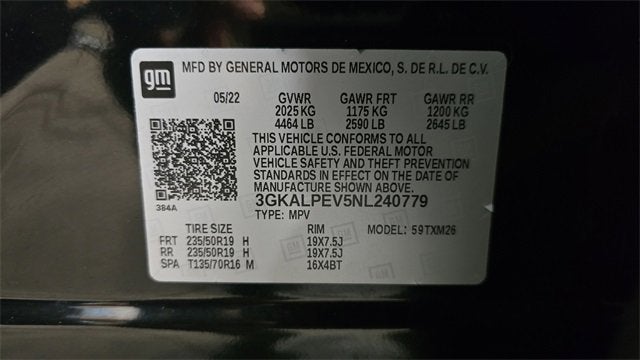 gm MFD BY GENERAL MOTORS DE MEXICO, S. DE R.L. DE C.V.
05/22 GVWR GAWR FRT GAWR RR
2025 KG 1175 KG 1200 KG
4464 LB 2590 LB 2645 LB
THIS VEHICLE CONFORMS TO ALL
APPLICABLE U.S. FEDERAL MOTOR
VEHICLE SAFETY AND THEFT PREVENTION
STANDARDS IN EFFECT ON THE DATE OF
MANUFACTURE SHOWN ABOVE.
384A 3GKALPEV5NL240779
TYPE: MPV
TIRE SIZE RIM MODEL: 59TXM26
FRT 235/50R19 H 19X7.5J
RR 235/50R19 H 19X7.5J
SPA T135/70R16 M 16X4BT